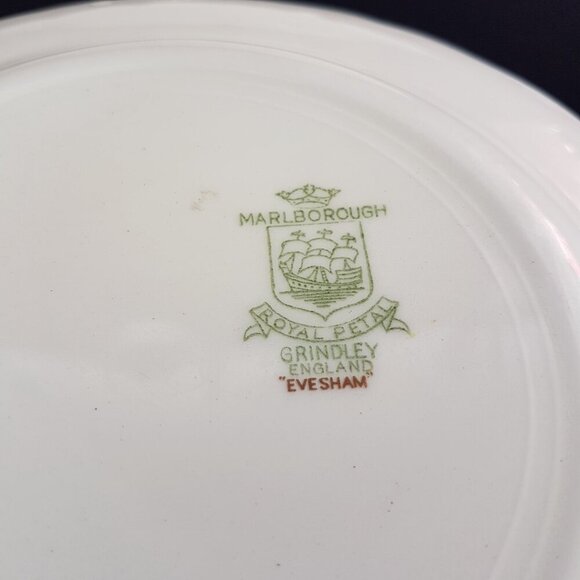 MARLBOROUGH
ROYAL PETAL
GRINDLEY
ENGLAND
"EVESHAM"